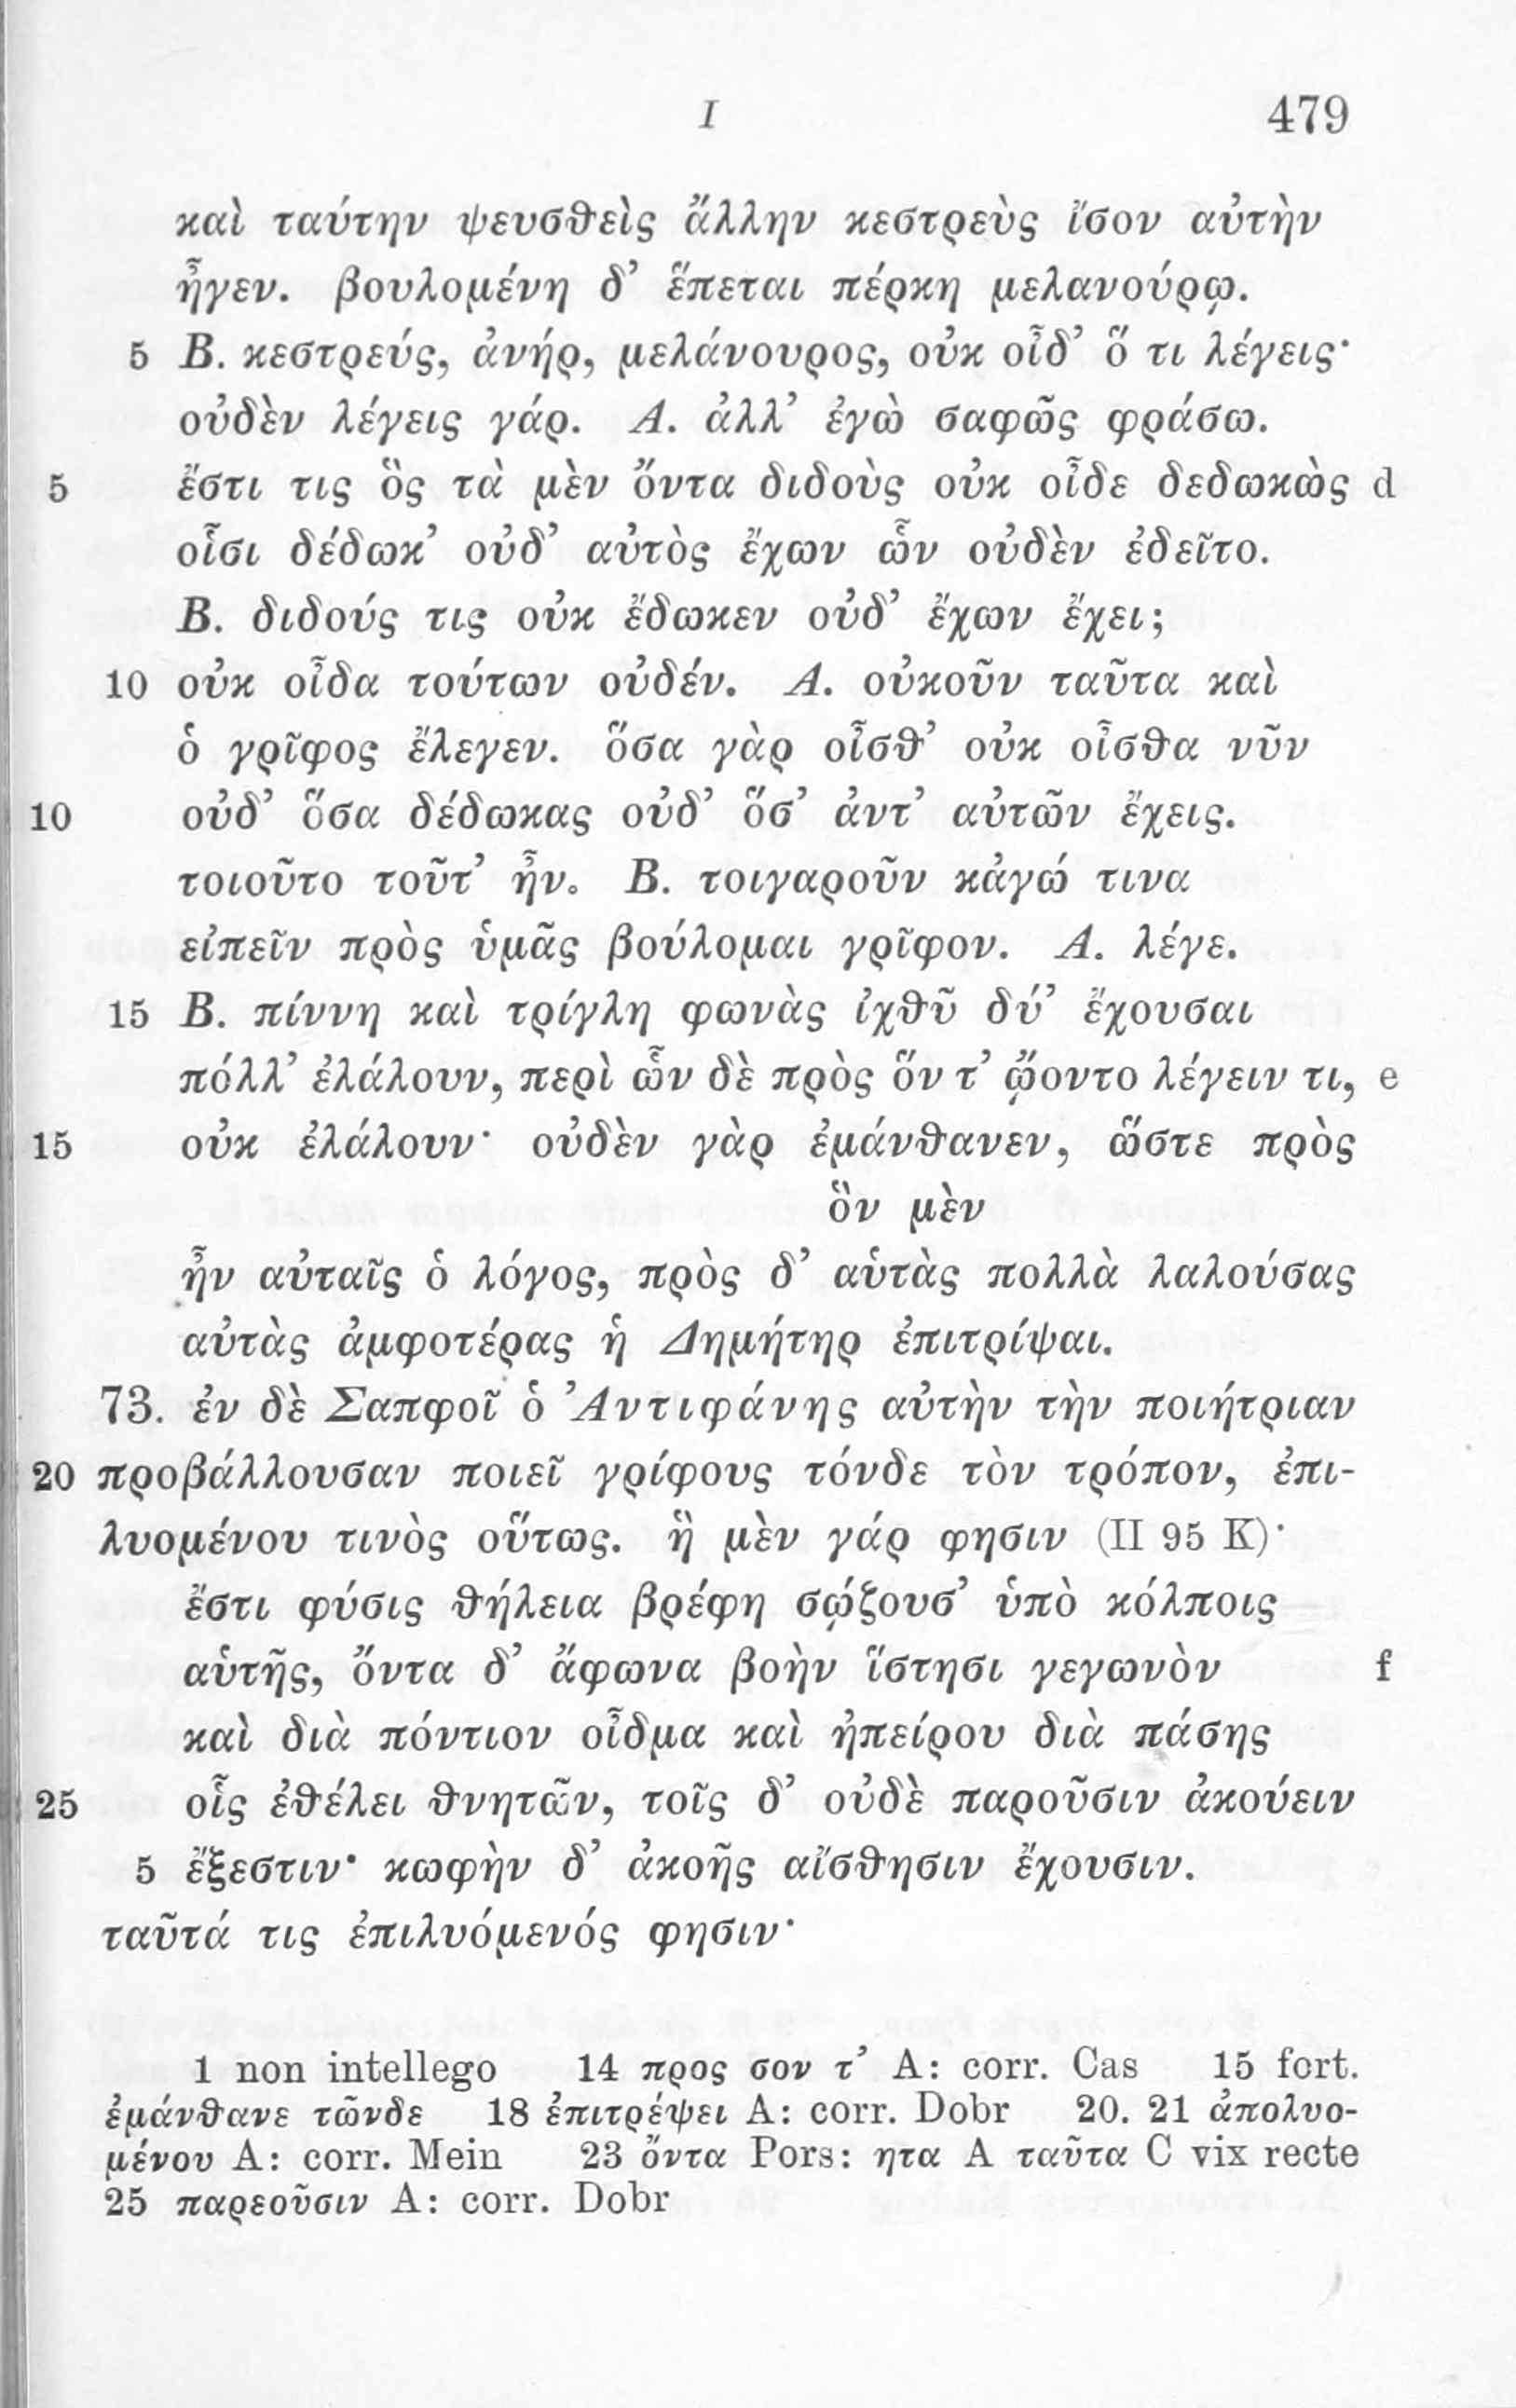 I 479
καὶ ταύτην ψευσθεὶς ἄλλην κεστρεὺς ἴσον αὐτὴν
ἦγεν. βουλομένη δ’ ἕπεται πέρκη μελανούρῳ.
5 Β. κεστρεύς, ἀνήρ, μελάνουρος, οὐκ οἶδ’ ὅ τι λέγεις·
οὐδὲν λέγεις γάρ. Α. ἀλλ’ ἐγὼ σαφῶς φράσω.
5 ἔστι τις ὃς τὰ μὲν ὄντα διδοὺς οὐκ οἶδε δεδωκὼς d
οἷσι δέδωκ’ οὐδ’ αὐτὸς ἔχων ὧν οὐδὲν ἐδεῖτο.
Β. διδούς τις οὐκ ἔδωκεν οὐδ’ ἔχων ἔχει;
10 οὐκ οἶδα τούτων οὐδέν. Α. οὐκοῦν ταῦτα καὶ
ὁ γρῖφος ἔλεγεν. ὅσα γὰρ οἶσθ’ οὐκ οἶσθα νῦν
10 οὐδ’ ὅσα δέδωκας οὐδ’ ὅσ’ ἀντ’ αὐτῶν ἔχεις.
τοιοῦτο τοῦτ’ ἦν. Β. τοιγαροῦν κἀγώ τινα
εἰπεῖν πρὸς ὑμᾶς βούλομαι γρῖφον. Α. λέγε.
15 Β. πίννη καὶ τρίγλη φωνὰς ἰχθῦ δύ’ ἔχουσαι
πόλλ’ ἐλάλουν, περὶ ὧν δὲ πρὸς ὅν τ’ ᾤοντο λέγειν τι, e
15 οὐκ ἐλάλουν· οὐδὲν γὰρ ἐμάνθανεν, ὥστε πρὸς
ὃν μὲν
ἦν αὐταῖς ὁ λόγος, πρὸς δ’ αὑτὰς πολλὰ λαλούσας
αὐτὰς ἀμφοτέρας ἡ Δημήτηρ ἐπιτρίψαι.
73. ἐν δὲ Σαπφοῖ ὁ Ἀντιφάνης αὐτὴν τὴν ποιήτριαν
20 προβάλλουσαν ποιεῖ γρίφους τόνδε τὸν τρόπον, ἐπι-
λυομένου τινὸς οὕτως. ἣ μὲν γάρ φησιν (II 95 K)·
ἔστι φύσις θήλεια βρέφη σῴζουσ’ ὑπὸ κόλποις
αὑτῆς, ὄντα δ’ ἄφωνα βοὴν ἵστησι γεγωνὸν f
καὶ διὰ πόντιον οἶδμα καὶ ἠπείρου διὰ πάσης
25 οἷς ἐθέλει θνητῶν, τοῖς δ’ οὐδὲ παροῦσιν ἀκούειν
5 ἔξεστιν· κωφὴν δ’ ἀκοῆς αἴσθησιν ἔχουσιν.
ταῦτά τις ἐπιλυόμενός φησιν·
1 non intellego 14 προς σον τ’ A: corr. Cas 15 fort.
ἐμάνθανε τῶνδε 18 ἐπιτρέψει A: corr. Dobr 20. 21 ἀπολυο-
μένου A: corr. Mein 23 ὄντα Pors: ητα A ταῦτα C vix recte
25 παρεοῦσιν A: corr. Dobr